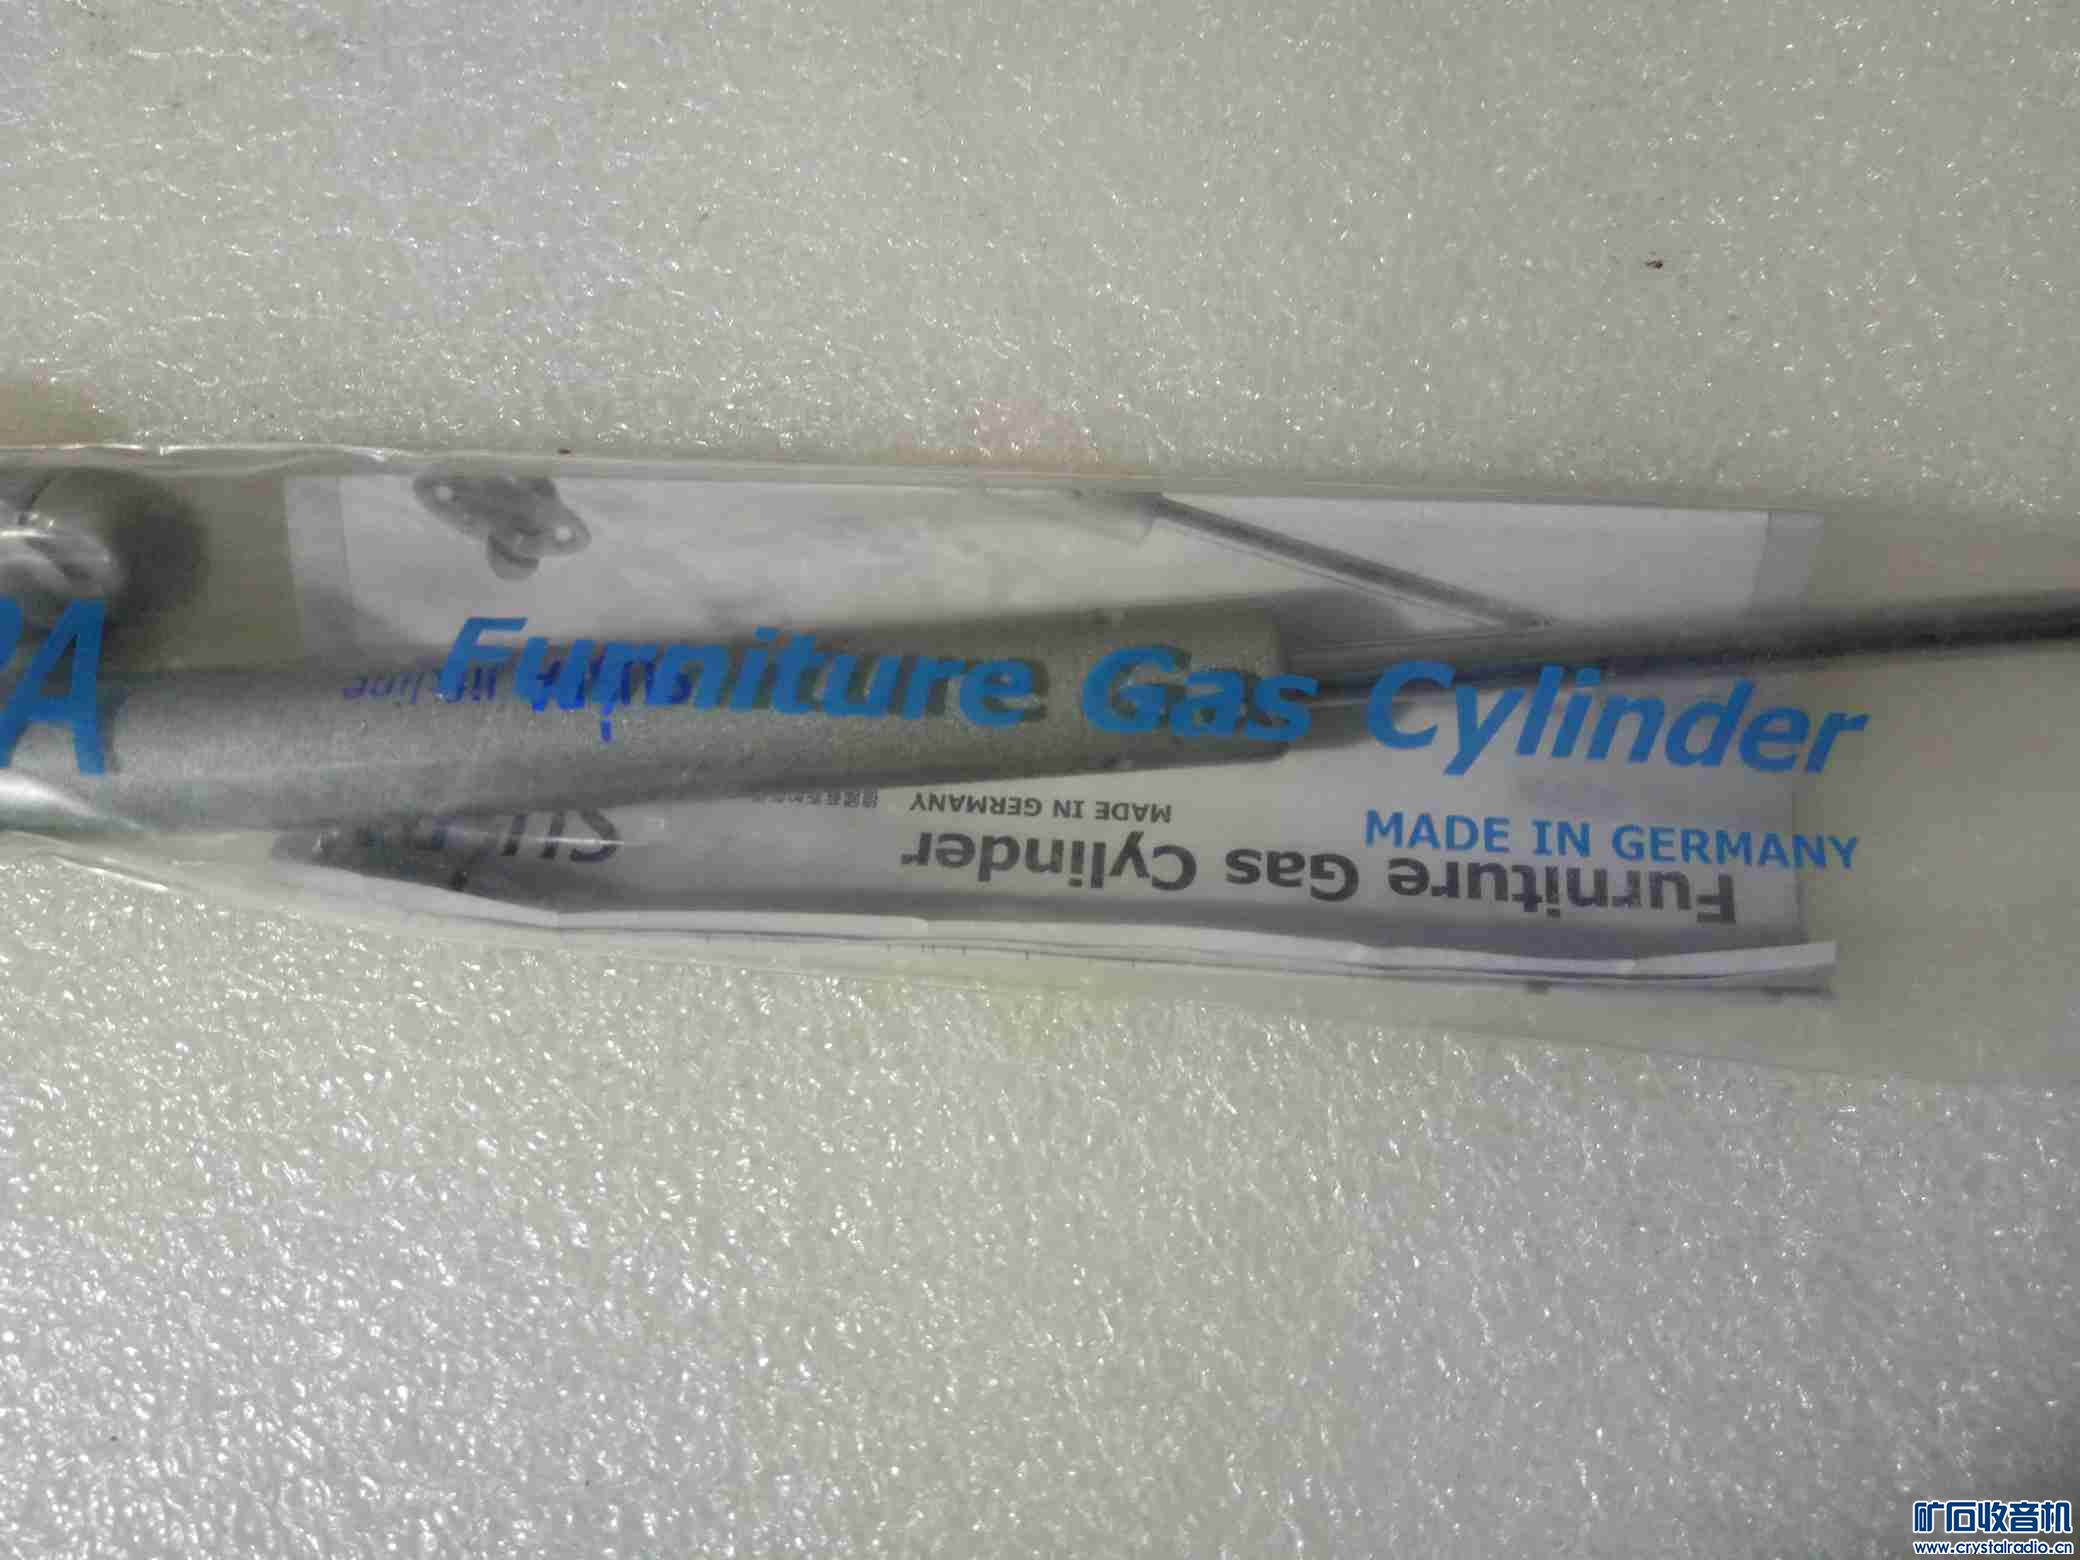 Furniture Gas Cylinder
MADE IN GERMANY
MADE IN GERMANY
Furniture Gas Cylinder
矿石收音机
www.crystalradio.cn